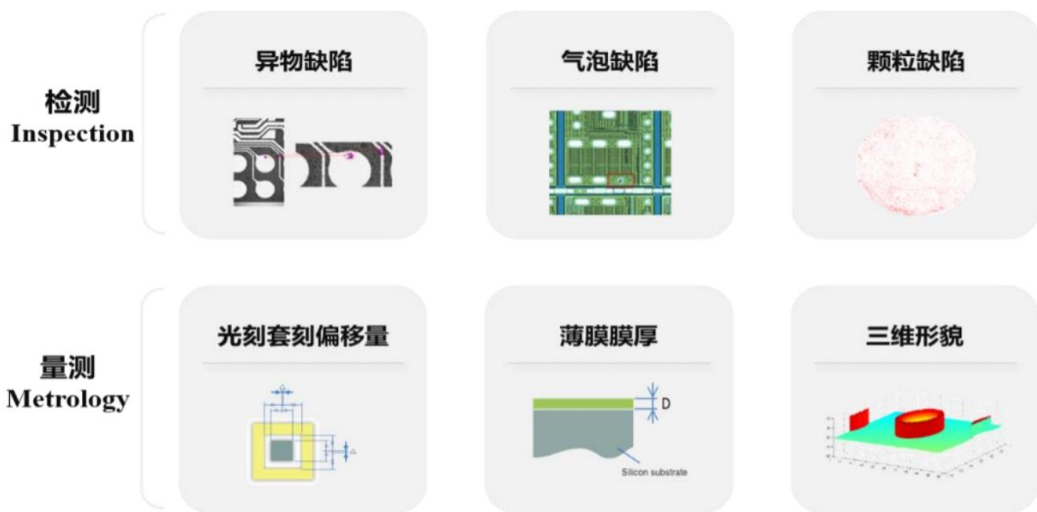 检测
Inspection
异物缺陷
气泡缺陷
颗粒缺陷
量测
Metrology
光刻套刻偏移量
薄膜膜厚
D
Silicon substrate
三维形貌